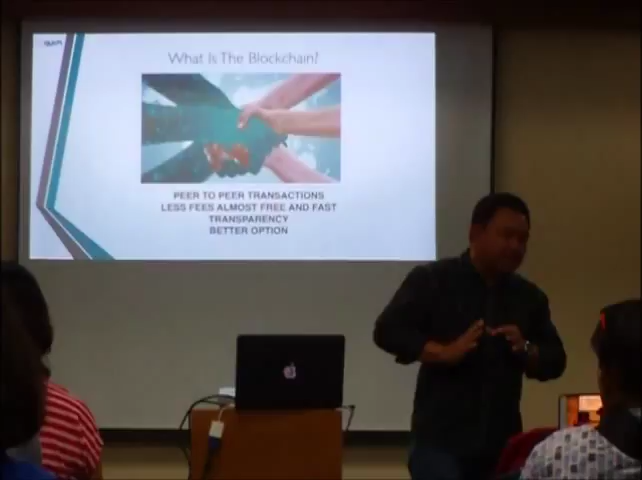 What Is The Blockchain?
PEER TO PEER TRANSACTIONS
LESS FEES ALMOST FREE AND FAST
TRANSPARENCY
BETTER OPTION